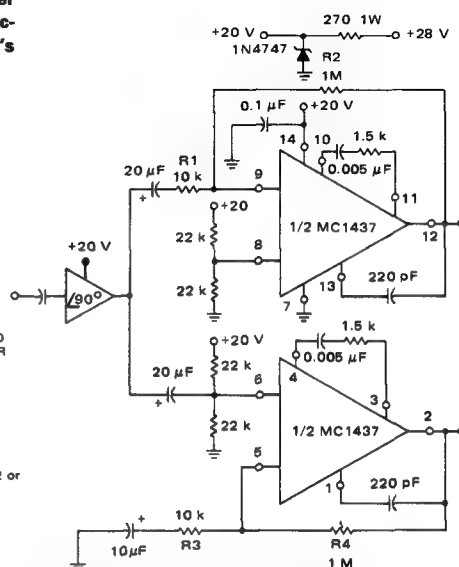 er
c-
's
+20 V
270 1W
+28 V
1N4747
R2
1M
0.1 µF
+20 V
14
10
1.5 k
0.005 µF
20 µF
R1
10 k
+
9
11
+20
1/2 MC1437
12
22 k
8
13
+20 V
220 pF
22 k
7
∠90°
+20 V
1.5 k
22 k
4
0.005 µF
20 µF
3
+
6
1/2 MC1437
2
22 k
5
1
220 pF
R
2 or
10 k
+
10µF
R3
R4
1 M